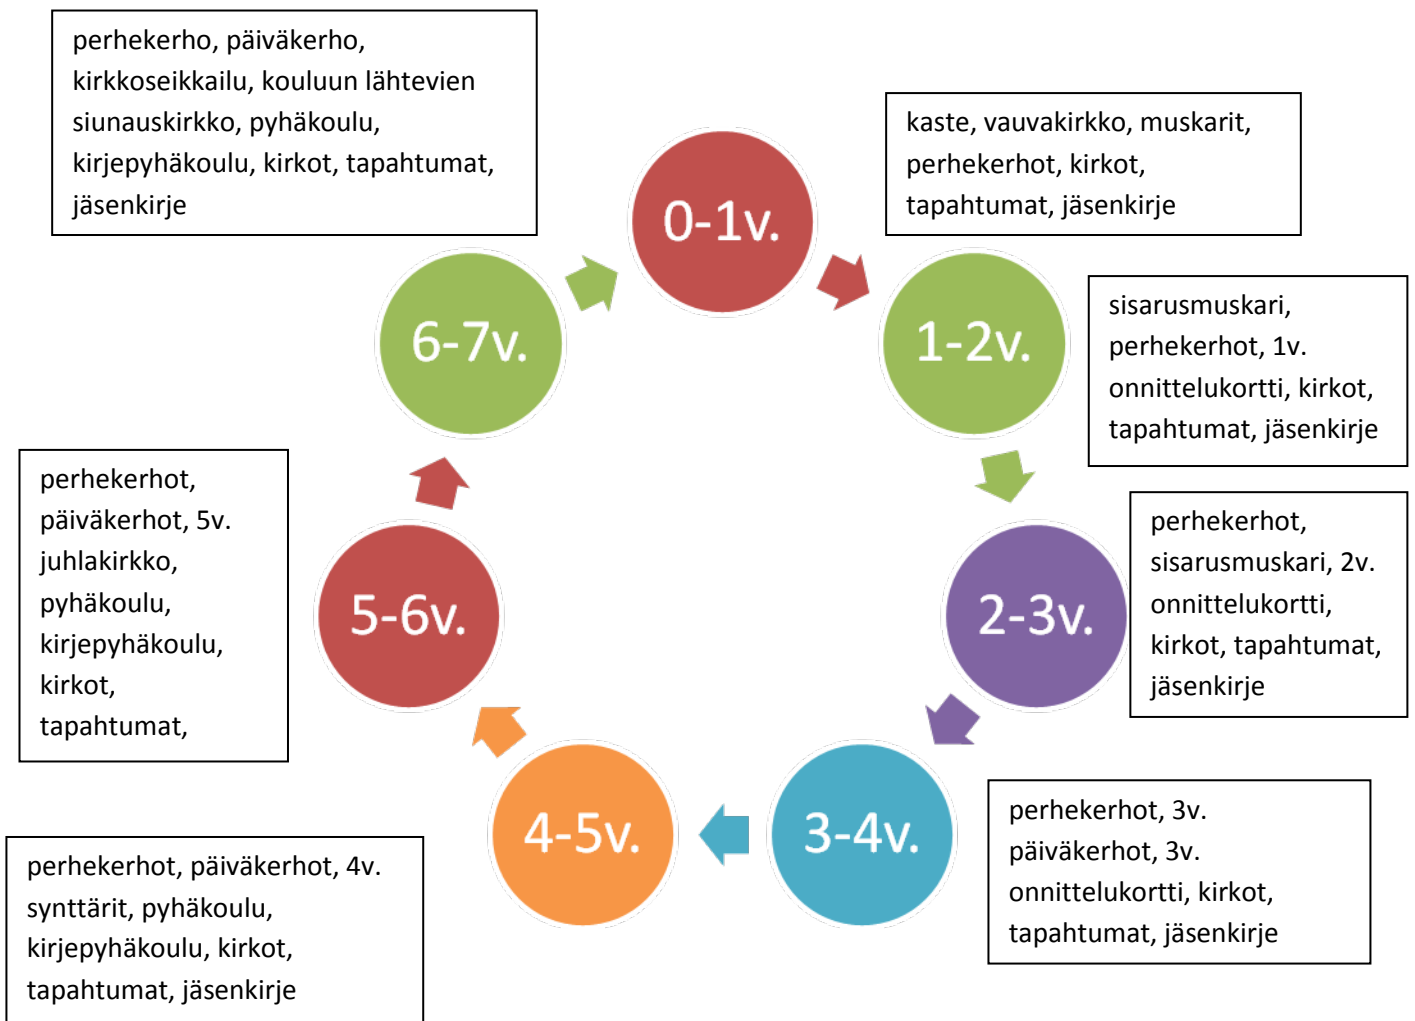 perhekerho, päiväkerho,
kirkkoseikkailu, kouluun lähtevien
siunauskirkko, pyhäkoulu,
kirjepyhäkoulu, kirkot, tapahtumat,
jäsenkirje
0-1v.
kaste, vauvakirkko, muskarit,
perhekerhot, kirkot,
tapahtumat, jäsenkirje
1-2v.
sisarusmuskari,
perhekerhot, 1v.
onnittelukortti, kirkot,
tapahtumat, jäsenkirje
2-3v.
perhekerhot,
sisarusmuskari, 2v.
onnittelukortti,
kirkot, tapahtumat,
jäsenkirje
3-4v.
perhekerhot, 3v.
päiväkerhot, 3v.
onnittelukortti, kirkot,
tapahtumat, jäsenkirje
4-5v.
perhekerhot, päiväkerhot, 4v.
synttärit, pyhäkoulu,
kirjepyhäkoulu, kirkot,
tapahtumat, jäsenkirje
5-6v.
perhekerhot,
päiväkerhot, 5v.
juhlakirkko,
pyhäkoulu,
kirjepyhäkoulu,
kirkot,
tapahtumat,
6-7v.